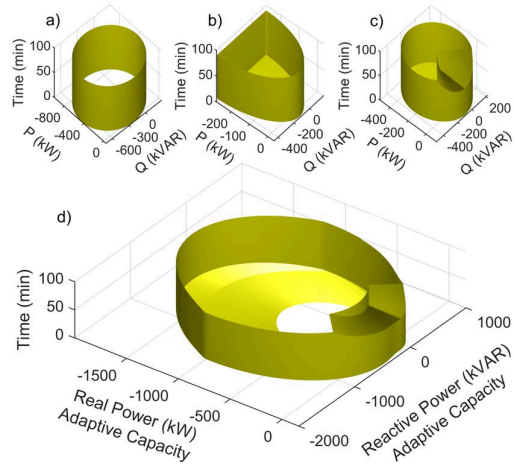 a)
b)
c)
Time (min)
100
50
0
-800
-400
0
P (kW)
-600
-300
0
Q (kVAR)
100
50
0
Time (min)
-200
-100
0
P (kW)
-400
-200
0
Q (kVAR)
100
50
0
Time (min)
-400
-200
0
P (kW)
-400
-200
0
200
Q (kVAR)
d)
Time (min)
100
50
0
-1500
-1000
-500
0
Real Power (kW)
Adaptive Capacity
-2000
-1000
0
1000
Reactive Power (kVAR)
Adaptive Capacity